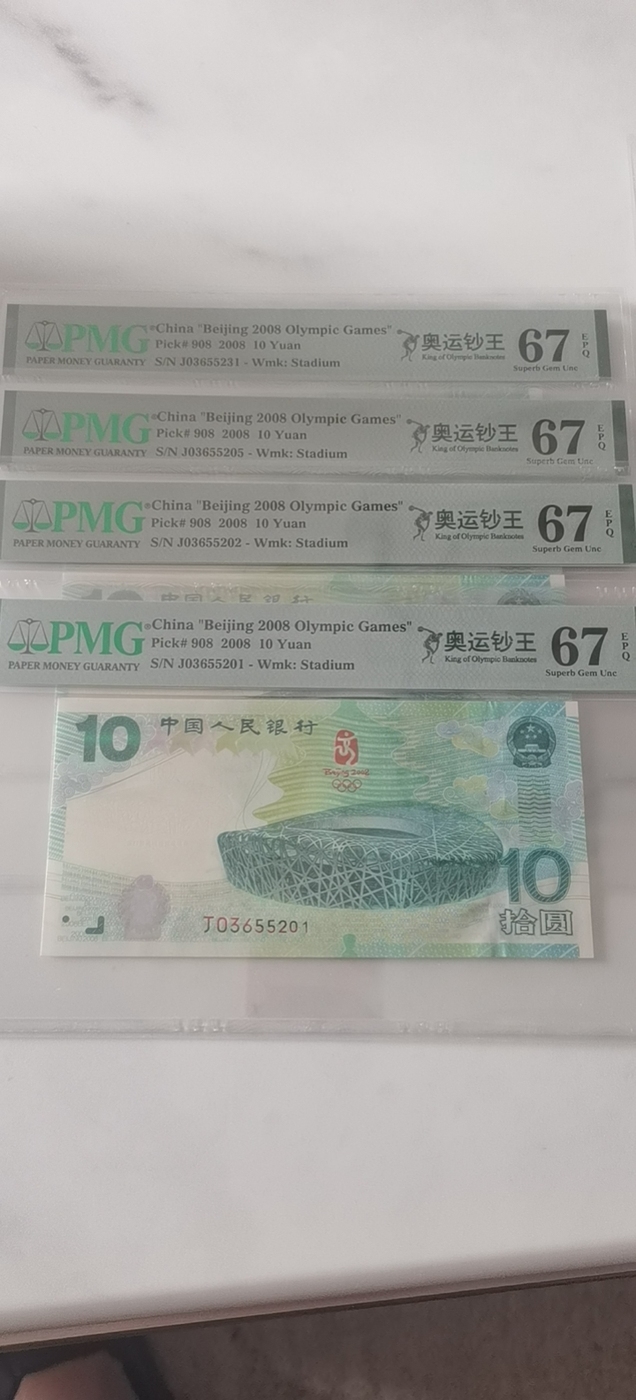 PMG
PAPER MONEY GUARANTY
China "Beijing 2008 Olympic Games"
Pick# 908 2008 10 Yuan
S/N J03655231 - Wmk: Stadium
奥运钞王
King of Olympic Banknotes
67
EPQ
Superb Gem Unc
PMG
PAPER MONEY GUARANTY
China "Beijing 2008 Olympic Games"
Pick# 908 2008 10 Yuan
S/N J03655205 - Wmk: Stadium
奥运钞王
King of Olympic Banknotes
67
EPQ
Superb Gem Unc
PMG
PAPER MONEY GUARANTY
China "Beijing 2008 Olympic Games"
Pick# 908 2008 10 Yuan
S/N J03655202 - Wmk: Stadium
奥运钞王
King of Olympic Banknotes
67
EPQ
Superb Gem Unc
10 中国人民银行
PMG
PAPER MONEY GUARANTY
China "Beijing 2008 Olympic Games"
Pick# 908 2008 10 Yuan
S/N J03655201 - Wmk: Stadium
奥运钞王
King of Olympic Banknotes
67
EPQ
Superb Gem Unc
10 中国人民银行
Beijing 2008
10
J03655201
拾圆